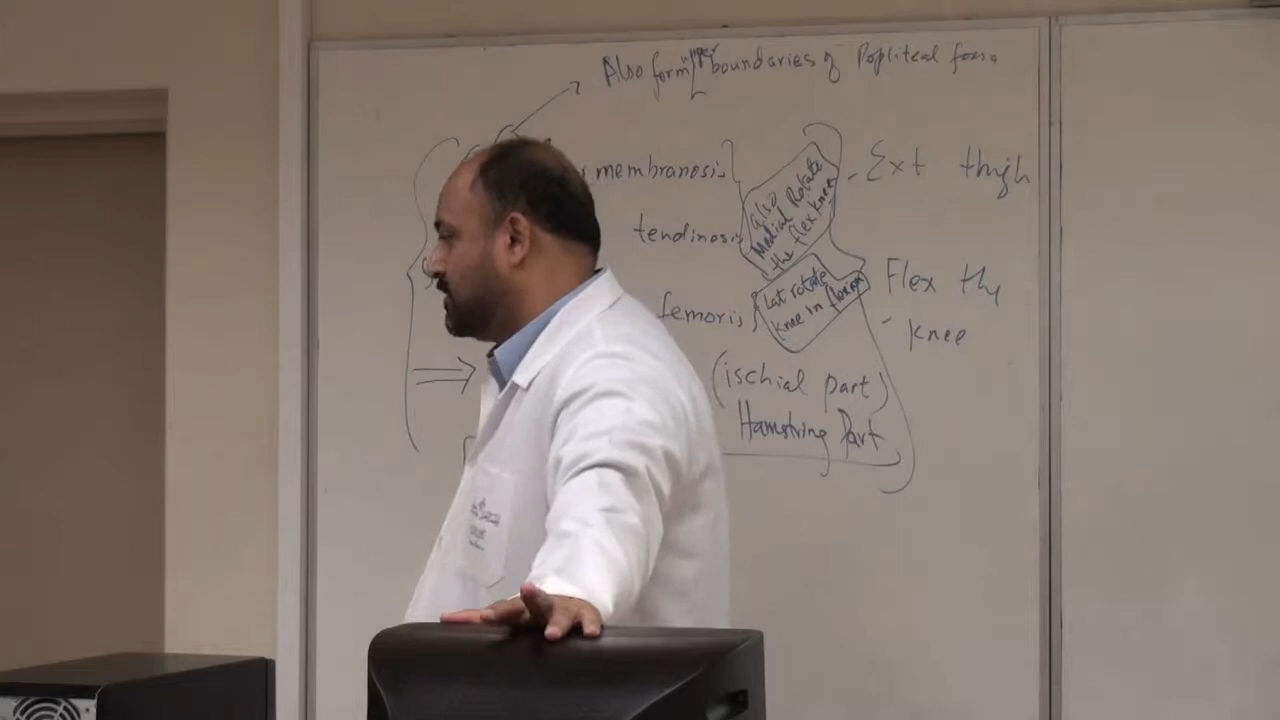 Also form upper boundaries of Popliteal fossa
membranosis
Also Medial Rotate the flex knee
- Ext thigh
tendinosis
femoris
Lat rotate knee in flexion
Flex the
- knee
(ischial part)
Hamstring Part